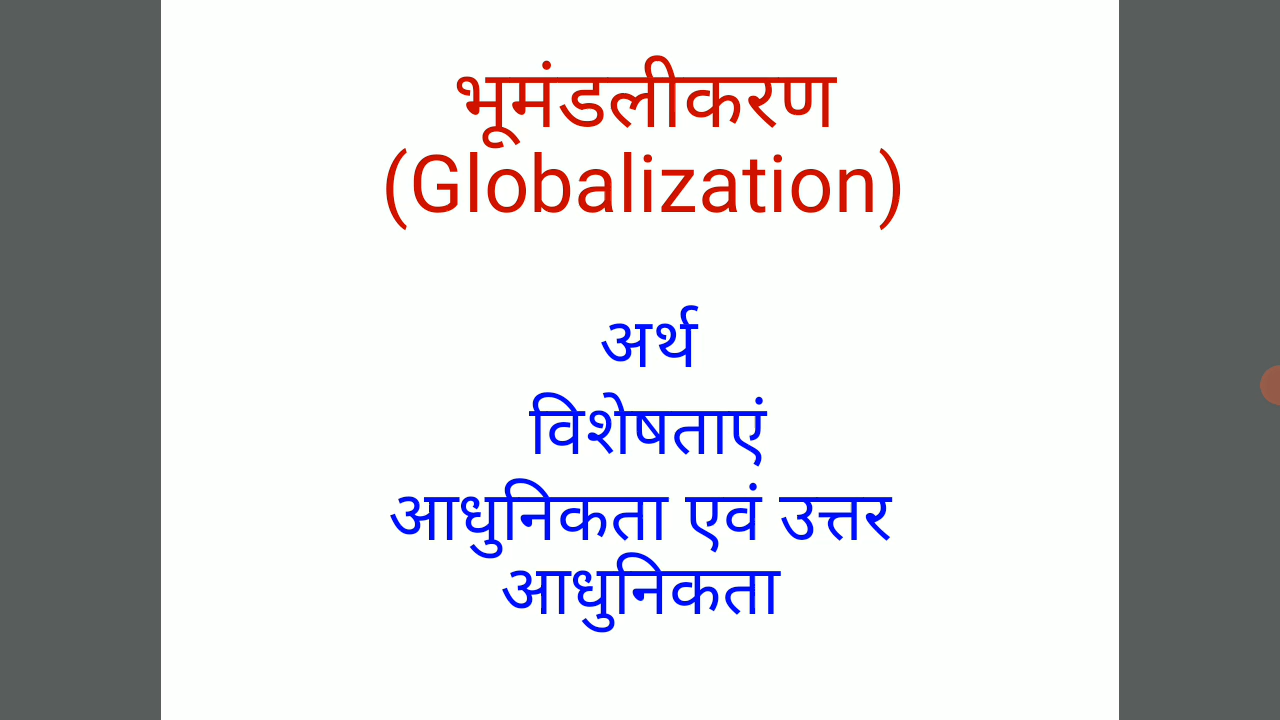 भूमंडलीकरण
(Globalization)
अर्थ
विशेषताएं
आधुनिकता एवं उत्तर
आधुनिकता